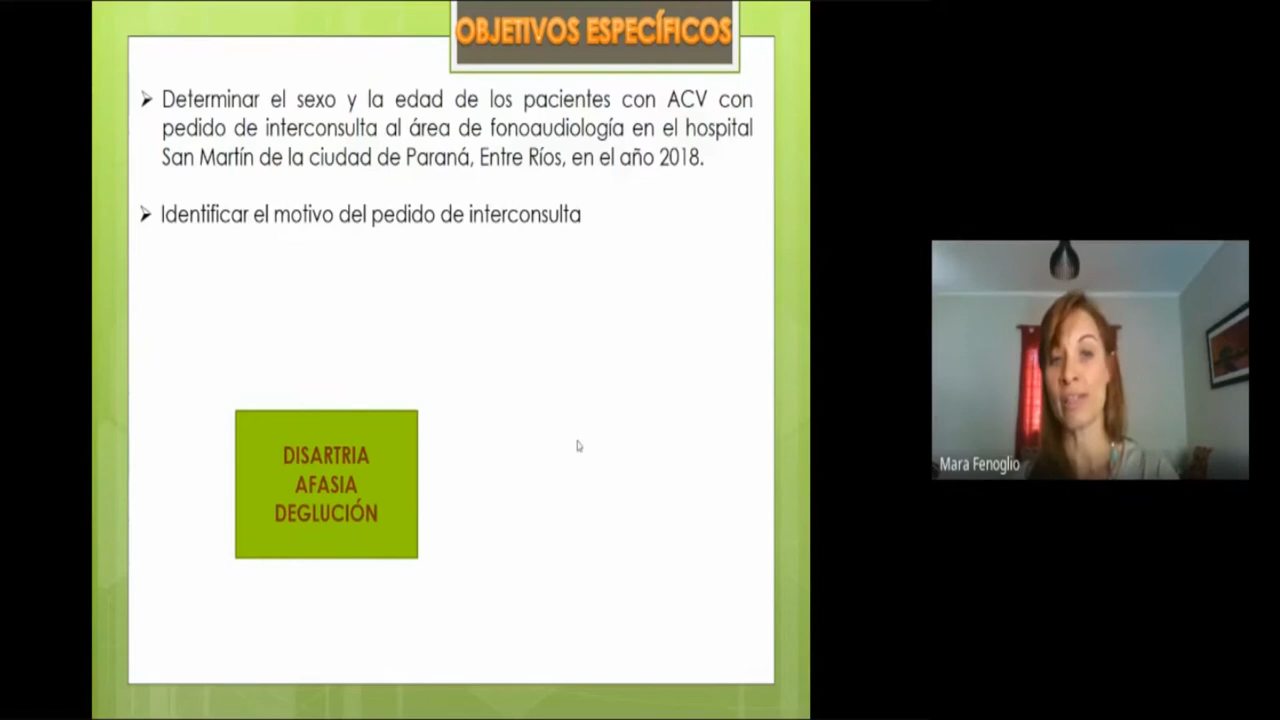 OBJETIVOS ESPECÍFICOS
Determinar el sexo y la edad de los pacientes con ACV con
pedido de interconsulta al área de fonoaudiología en el hospital
San Martín de la ciudad de Paraná, Entre Ríos, en el año 2018.
Identificar el motivo del pedido de interconsulta
DISARTRIA
AFASIA
DEGLUCIÓN
Mara Fenoglio